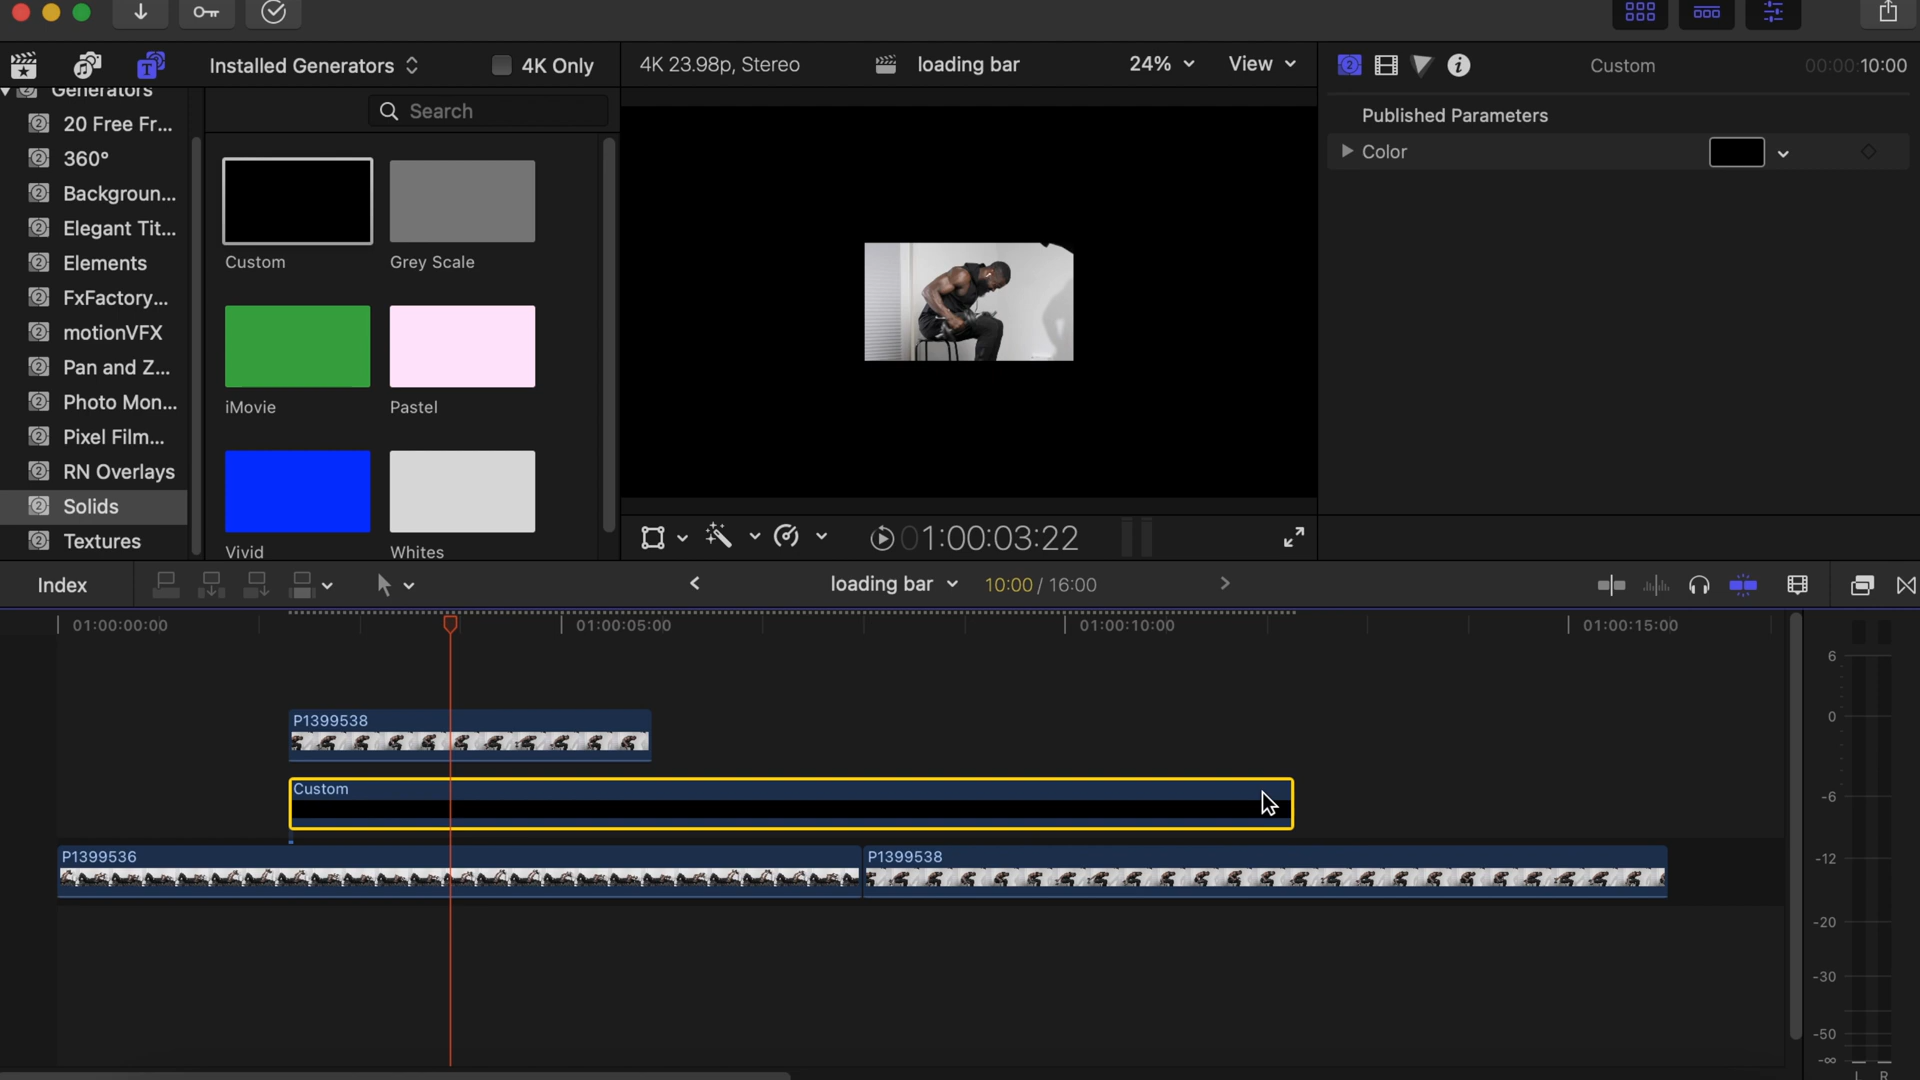 Installed Generators
4K Only
4K 23.98p, Stereo
loading bar
24%
View
Custom
00:00:10:00
Generators
20 Free Fr...
360°
Backgroun...
Elegant Tit...
Elements
FxFactory...
motionVFX
Pan and Z...
Photo Mon...
Pixel Film...
RN Overlays
Solids
Textures
Search
Custom
Grey Scale
iMovie
Pastel
Vivid
Whites
Published Parameters
Color
01:00:03:22
Index
loading bar
10:00 / 16:00
01:00:00:00
01:00:05:00
01:00:10:00
01:00:15:00
P1399538
Custom
P1399536
P1399538
6
0
-6
-12
-20
-30
-50
-∞
L R